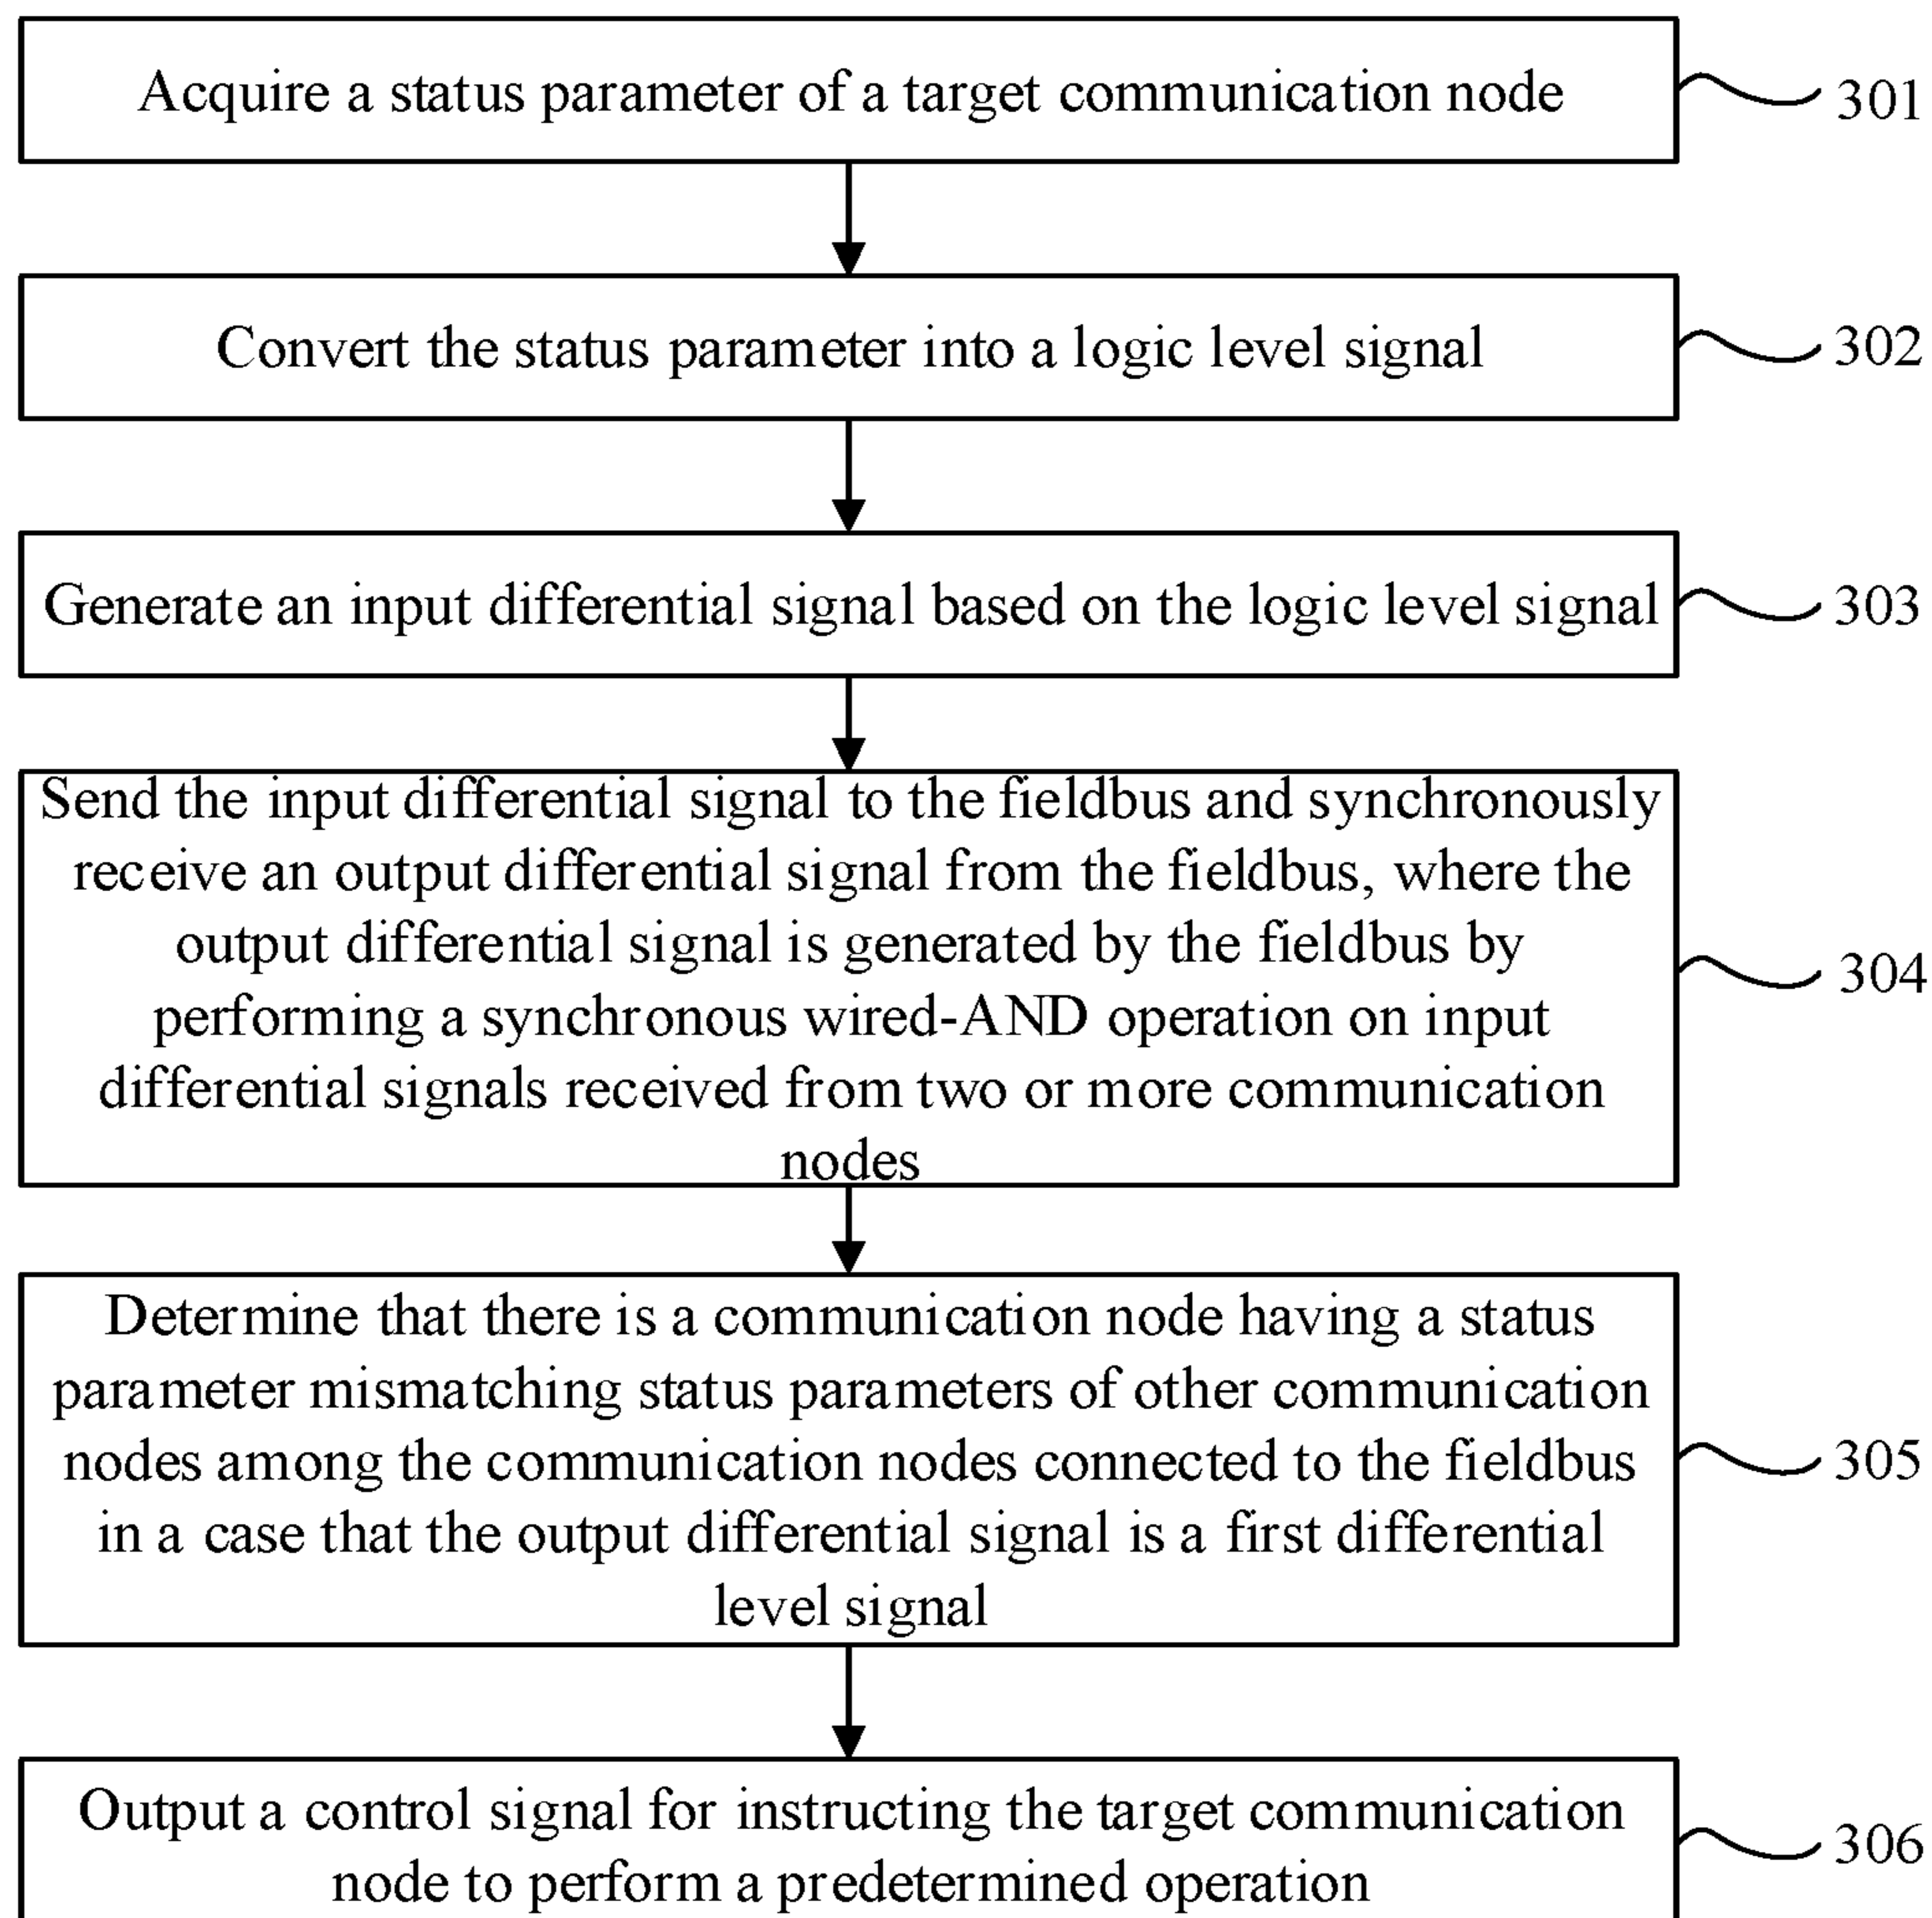 Acquire a status parameter of a target communication node
301
Convert the status parameter into a logic level signal
302
Generate an input differential signal based on the logic level signal
303
Send the input differential signal to the fieldbus and synchronously
receive an output differential signal from the fieldbus, where the
output differential signal is generated by the fieldbus by
performing a synchronous wired-AND operation on input
differential signals received from two or more communication
nodes
304
Determine that there is a communication node having a status
parameter mismatching status parameters of other communication
nodes among the communication nodes connected to the fieldbus
in a case that the output differential signal is a first differential
level signal
305
Output a control signal for instructing the target communication
node to perform a predetermined operation
306